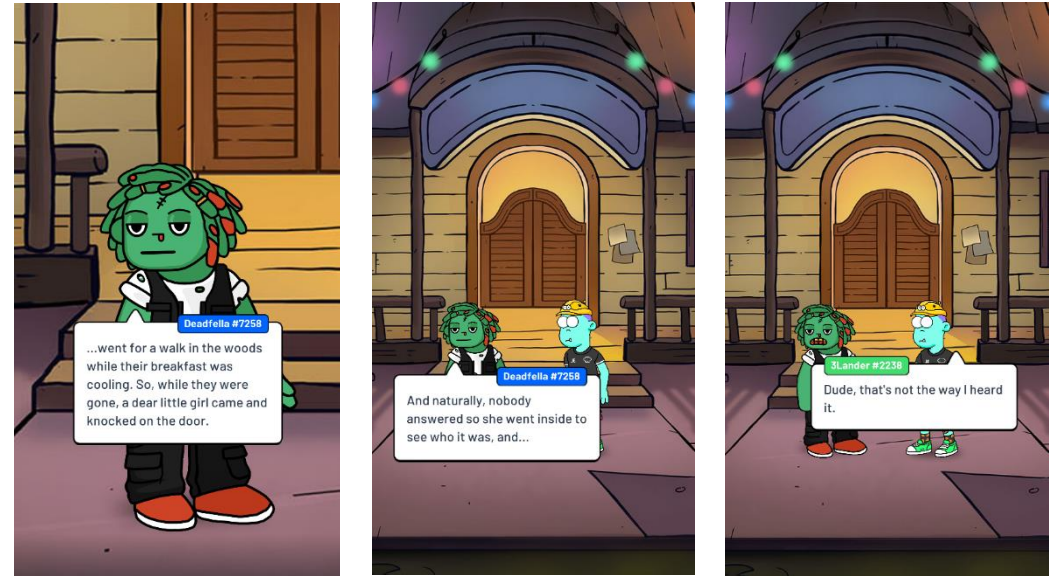 Deadfella #7258
...went for a walk in the woods
while their breakfast was
cooling. So, while they were
gone, a dear little girl came and
knocked on the door.
Deadfella #7258
And naturally, nobody
answered so she went inside to
see who it was, and...
3Lander #2238
Dude, that's not the way I heard
it.